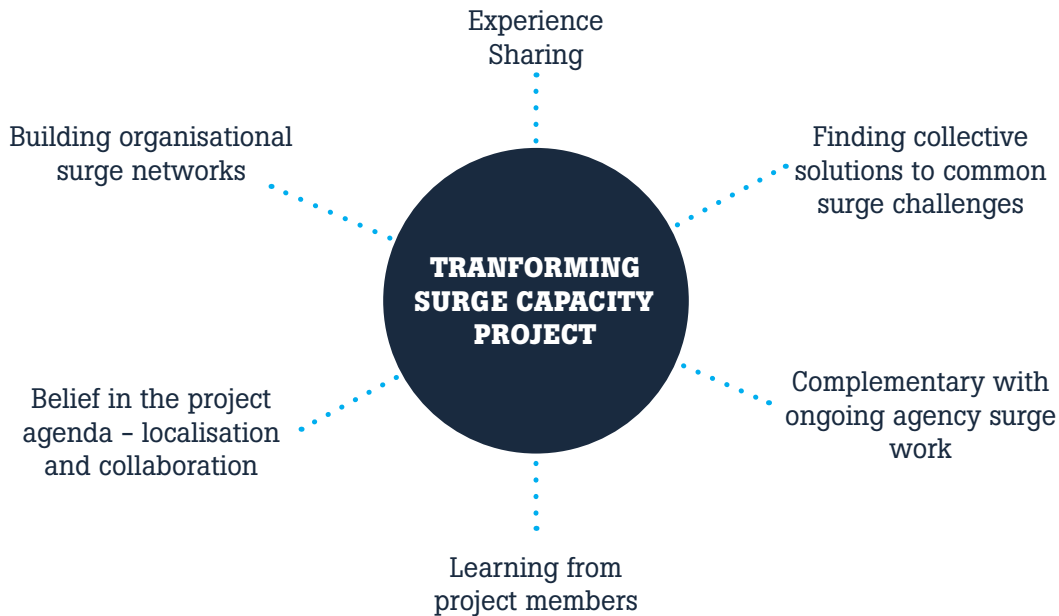 Experience
Sharing
Building organisational
surge networks
Finding collective
solutions to common
surge challenges
TRANFORMING
SURGE CAPACITY
PROJECT
Belief in the project
agenda – localisation
and collaboration
Complementary with
ongoing agency surge
work
Learning from
project members